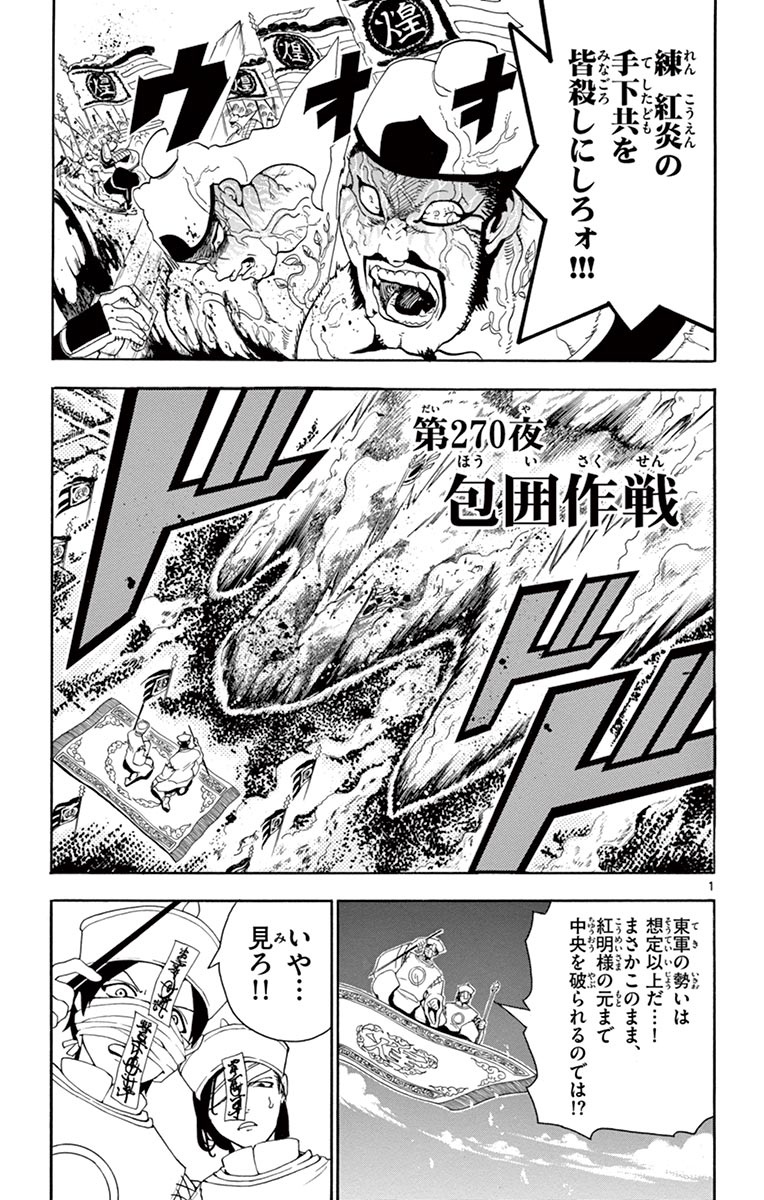 練 紅炎の
手下共を
皆殺しにしろォ!!!
ウ
オ
煌
煌
第270夜
包囲作戦
ドドド
1
東軍の勢いは
想定以上だ…!
まさかこのまま、
紅明様の元まで
中央を破られるのでは!?
いや…
見ろ!!